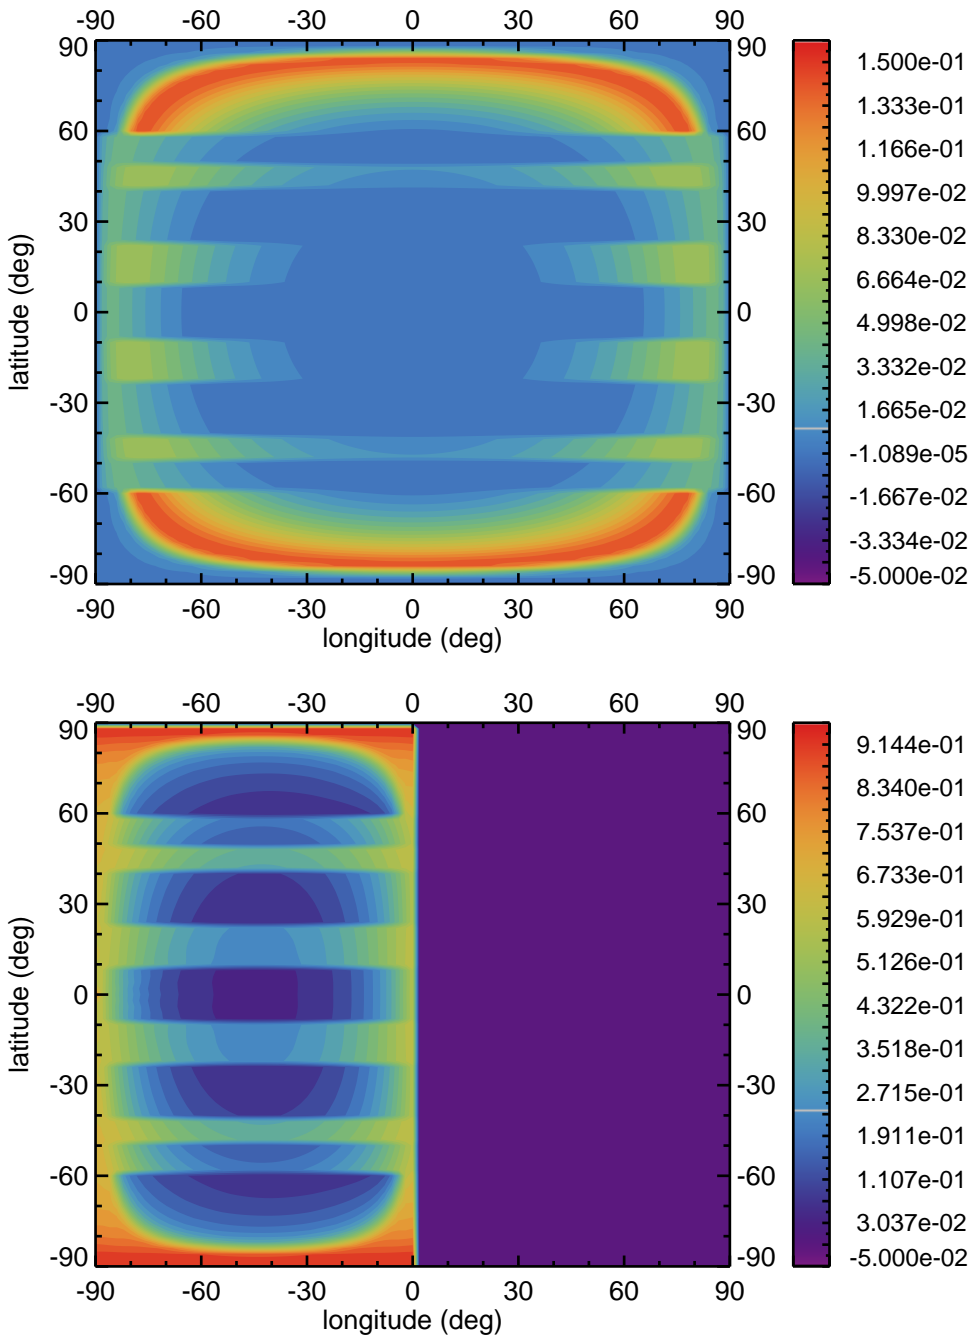 -90 -60 -30 0 30 60 90
90 90
60 60
30 30
0 0
-30 -30
-60 -60
-90 -90
latitude (deg)
-90 -60 -30 0 30 60 90
longitude (deg)
1.500e-01
1.333e-01
1.166e-01
9.997e-02
8.330e-02
6.664e-02
4.998e-02
3.332e-02
1.665e-02
-1.089e-05
-1.667e-02
-3.334e-02
-5.000e-02
-90 -60 -30 0 30 60 90
90 90
60 60
30 30
0 0
-30 -30
-60 -60
-90 -90
latitude (deg)
-90 -60 -30 0 30 60 90
longitude (deg)
9.144e-01
8.340e-01
7.537e-01
6.733e-01
5.929e-01
5.126e-01
4.322e-01
3.518e-01
2.715e-01
1.911e-01
1.107e-01
3.037e-02
-5.000e-02